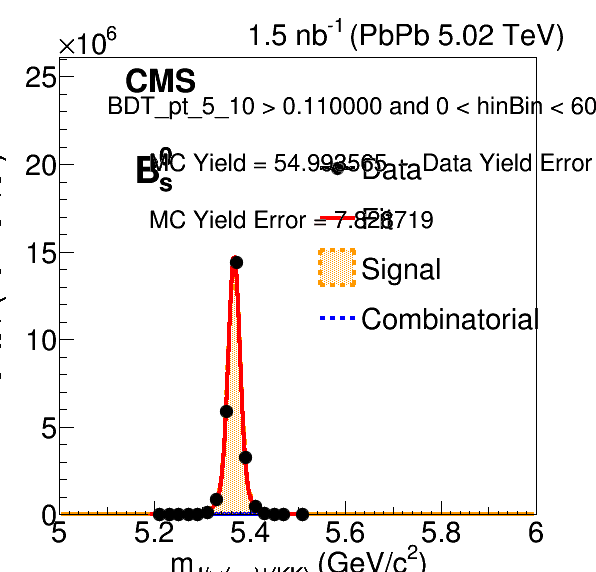 ×10⁶
1.5 nb⁻¹ (PbPb 5.02 TeV)
CMS
BDT_pt_5_10 > 0.110000 and 0 < hinBin < 60
B⁰ₛ
MC Yield = 54.993565 - Data Yield Error
Data
MC Yield Error = 7.828719
Fit
Signal
Combinatorial
25
20
15
10
5
0
5 5.2 5.4 5.6 5.8 6
(GeV/c²)